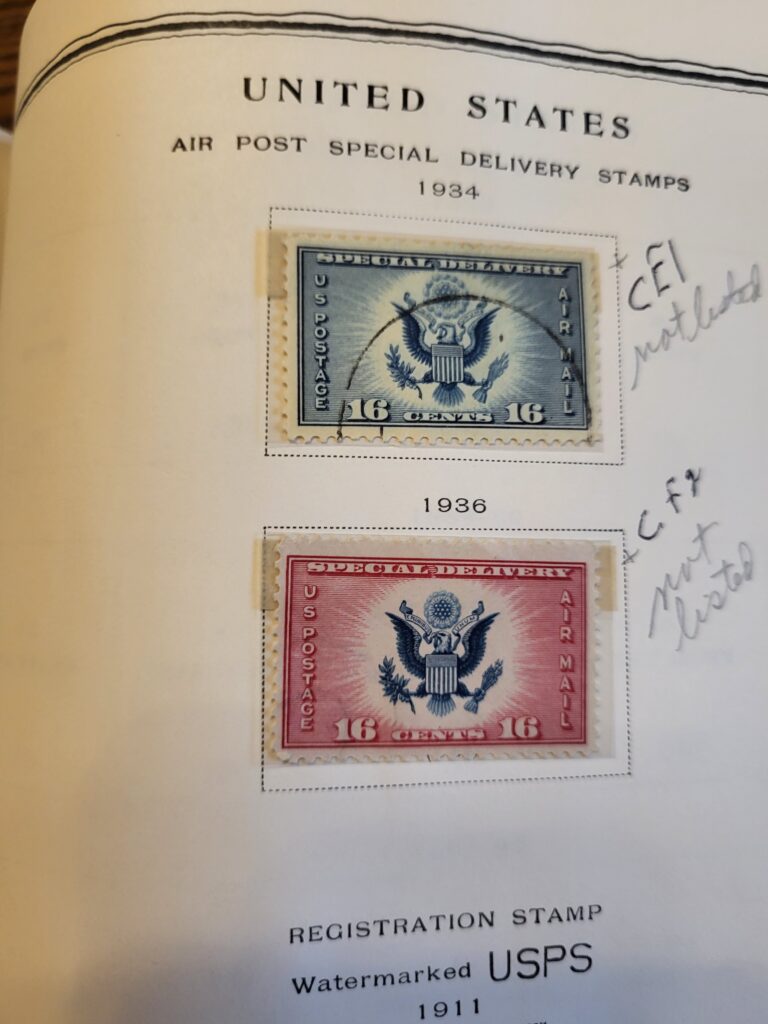 UNITED STATES
AIR POST SPECIAL DELIVERY STAMPS
1934
SPECIAL DELIVERY
US POSTAGE
AIR MAIL
16 CENTS 16
CE1
not listed
1936
SPECIAL DELIVERY
US POSTAGE
AIR MAIL
16 CENTS 16
not
listed
REGISTRATION STAMP
Watermarked USPS
1911